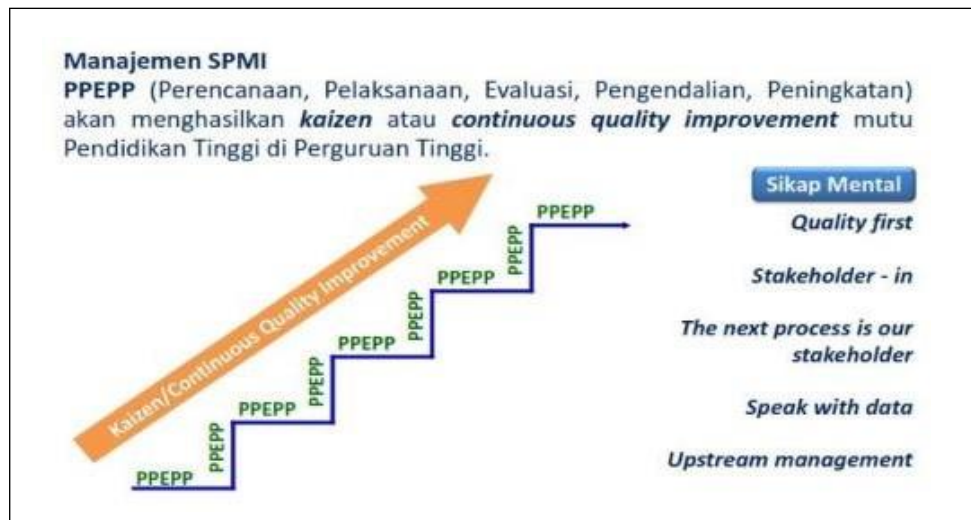 Manajemen SPMI
PPEPP (Perencanaan, Pelaksanaan, Evaluasi, Pengendalian, Peningkatan)
akan menghasilkan kaizen atau continuous quality improvement mutu
Pendidikan Tinggi di Perguruan Tinggi.
Sikap Mental
Quality first
Stakeholder - in
The next process is our
stakeholder
Speak with data
Upstream management
Kaizen/Continuous Quality Improvement
PPEPP
PPEPP
PPEPP
PPEPP
PPEPP
PPEPP
PPEPP
PPEPP
PPEPP